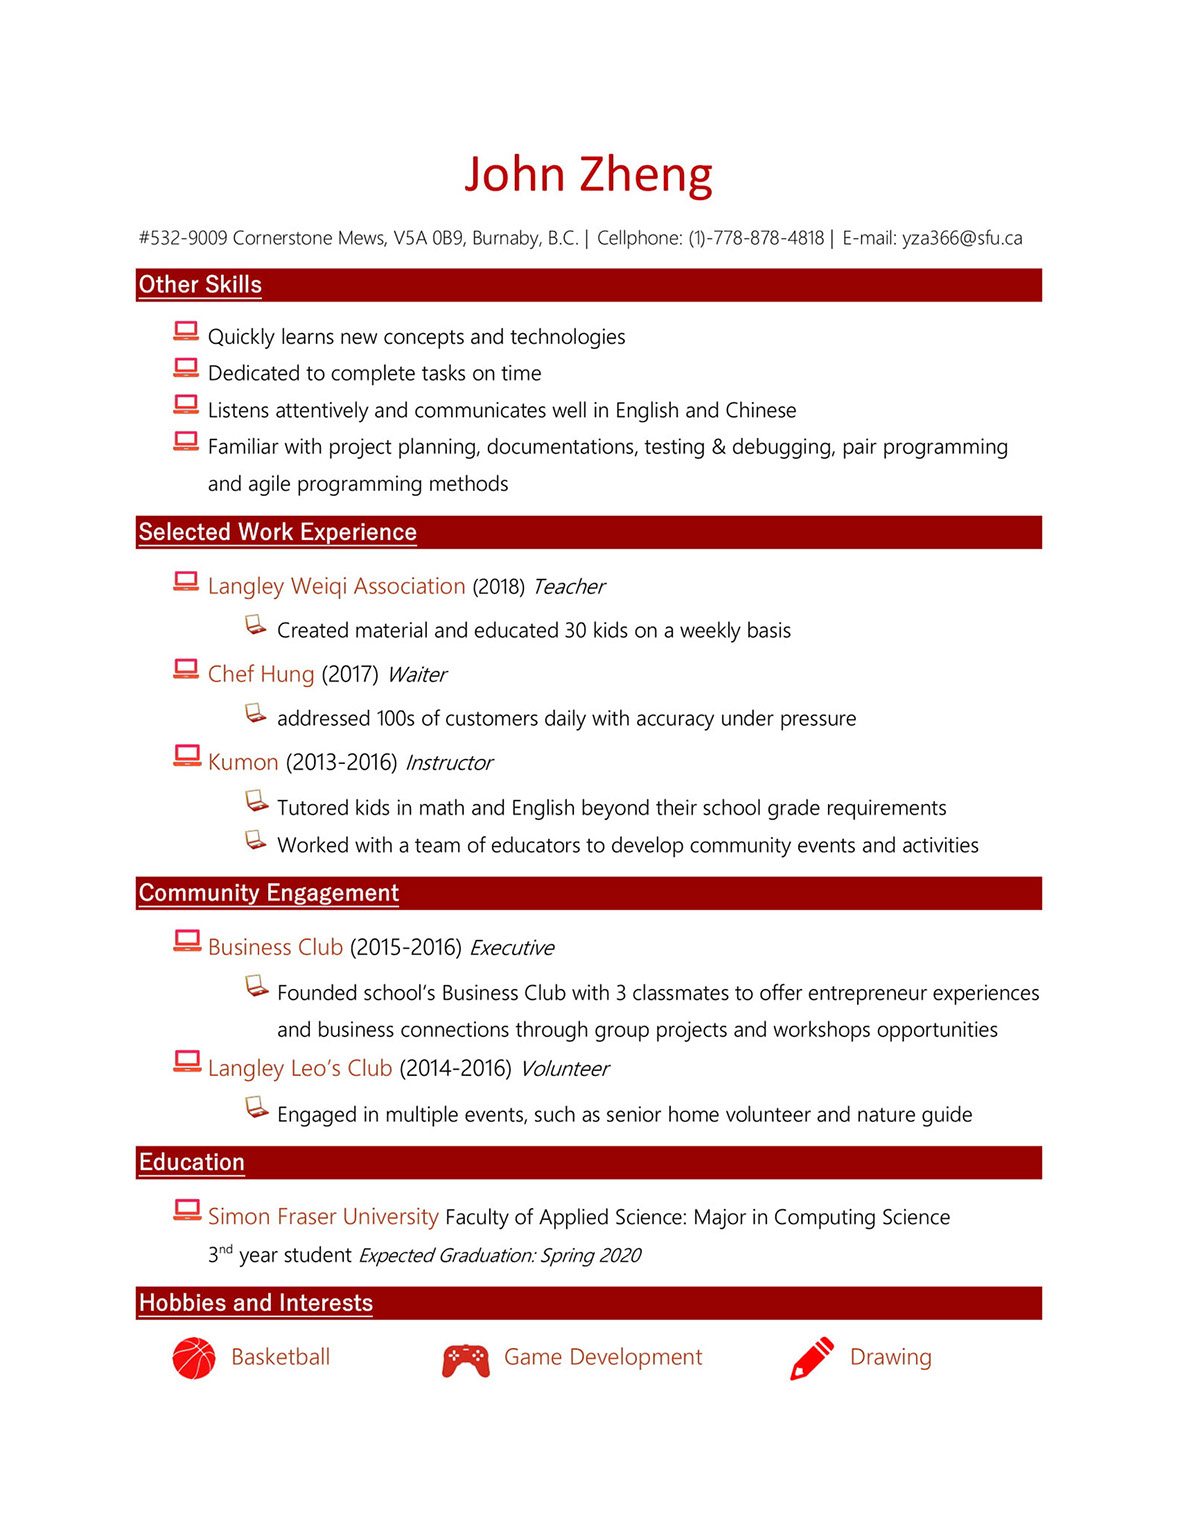 John Zheng
#532-9009 Cornerstone Mews, V5A 0B9, Burnaby, B.C. | Cellphone: (1)-778-878-4818 | E-mail: yza366@sfu.ca
Other Skills
Quickly learns new concepts and technologies
Dedicated to complete tasks on time
Listens attentively and communicates well in English and Chinese
Familiar with project planning, documentations, testing & debugging, pair programming
and agile programming methods
Selected Work Experience
Langley Weiqi Association (2018) Teacher
Created material and educated 30 kids on a weekly basis
Chef Hung (2017) Waiter
addressed 100s of customers daily with accuracy under pressure
Kumon (2013-2016) Instructor
Tutored kids in math and English beyond their school grade requirements
Worked with a team of educators to develop community events and activities
Community Engagement
Business Club (2015-2016) Executive
Founded school’s Business Club with 3 classmates to offer entrepreneur experiences
and business connections through group projects and workshops opportunities
Langley Leo’s Club (2014-2016) Volunteer
Engaged in multiple events, such as senior home volunteer and nature guide
Education
Simon Fraser University Faculty of Applied Science: Major in Computing Science
3nd year student Expected Graduation: Spring 2020
Hobbies and Interests
Basketball Game Development Drawing